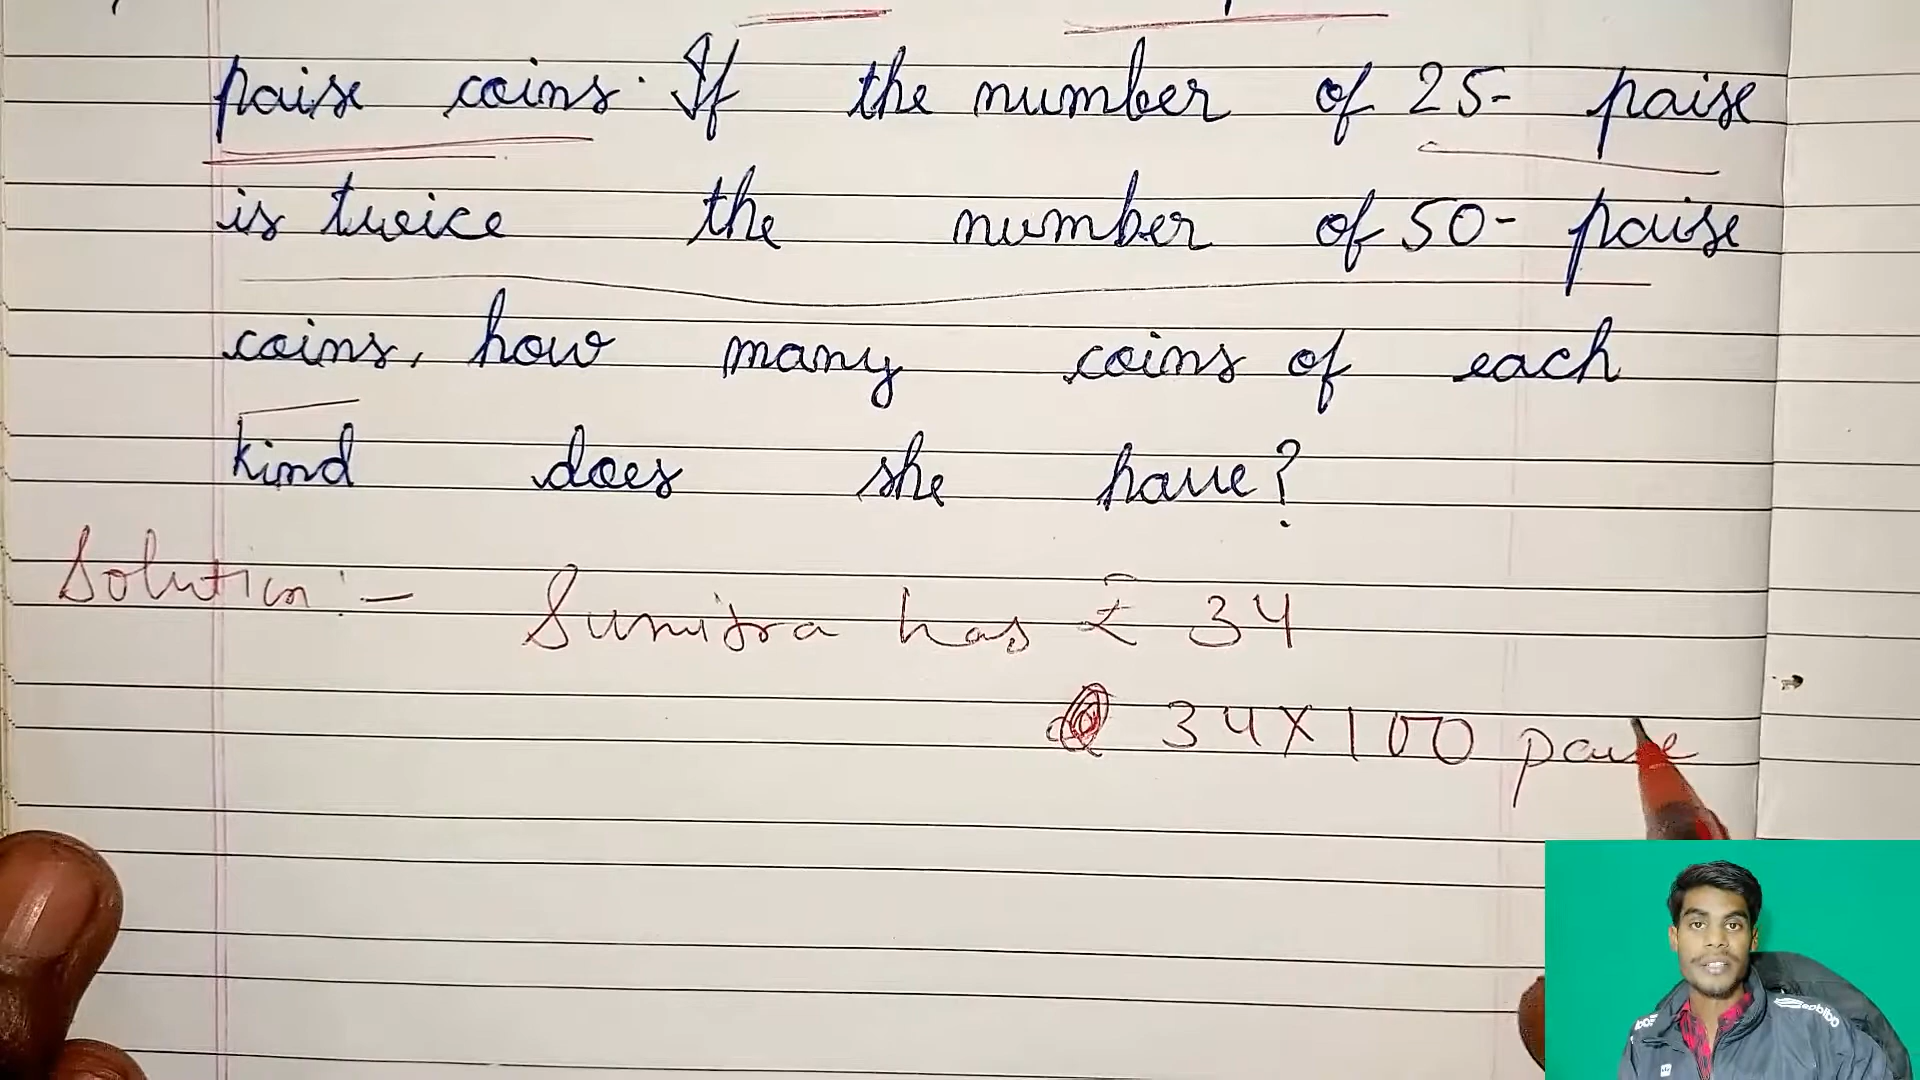 paise coins. If the number of 25- paise
is twice the number of 50- paise
coins, how many coins of each
kind does she have?
Solution :- Sumitra has ₹ 34
34 X 100 paise